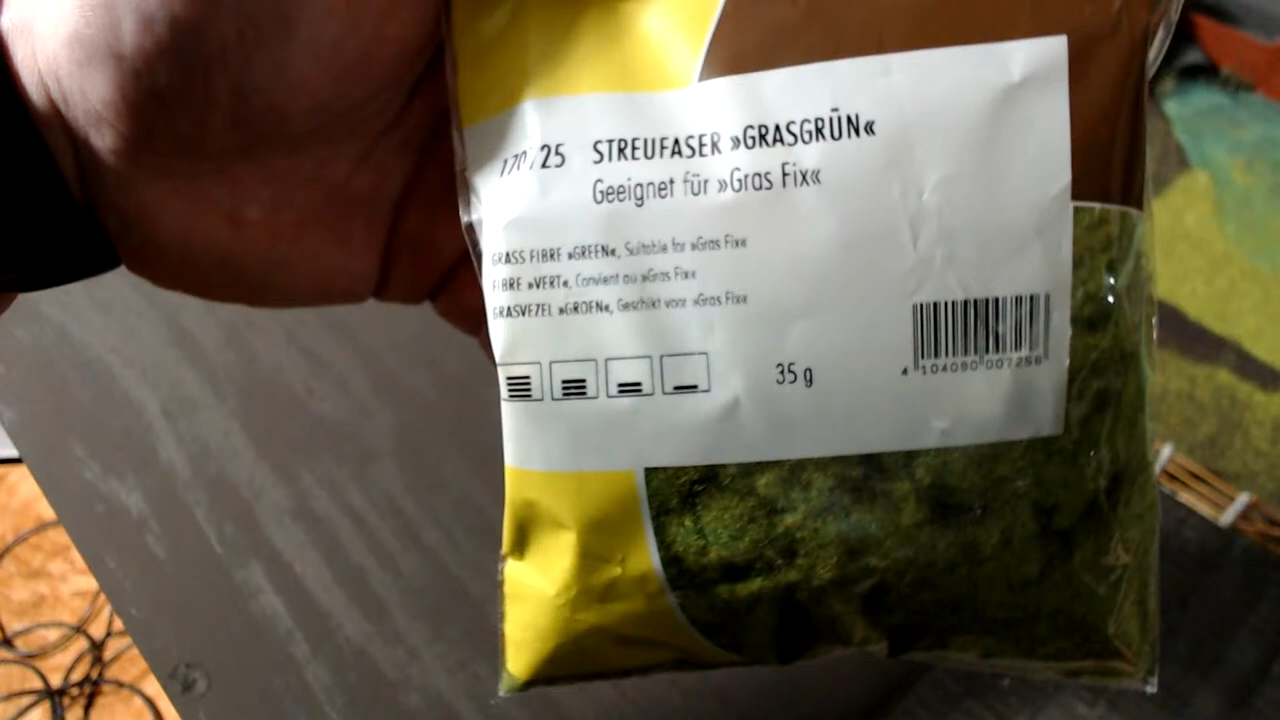 170/25 STREUFASER »GRASGRÜN«
Geeignet für »Gras Fix«
GRASS FIBRE »GREEN«, Suitable for »Gras Fix«
FIBRE »VERT«, Convient au »Gras Fix«
GRASVEZEL »GROEN«, Geschikt voor »Gras Fix«
35 g
4 104090 007256